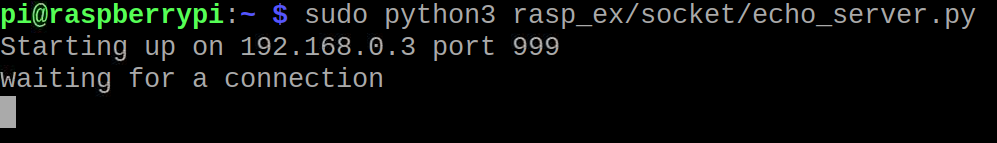 pi@raspberrypi:~ $ sudo python3 rasp_ex/socket/echo_server.py
Starting up on 192.168.0.3 port 999
waiting for a connection